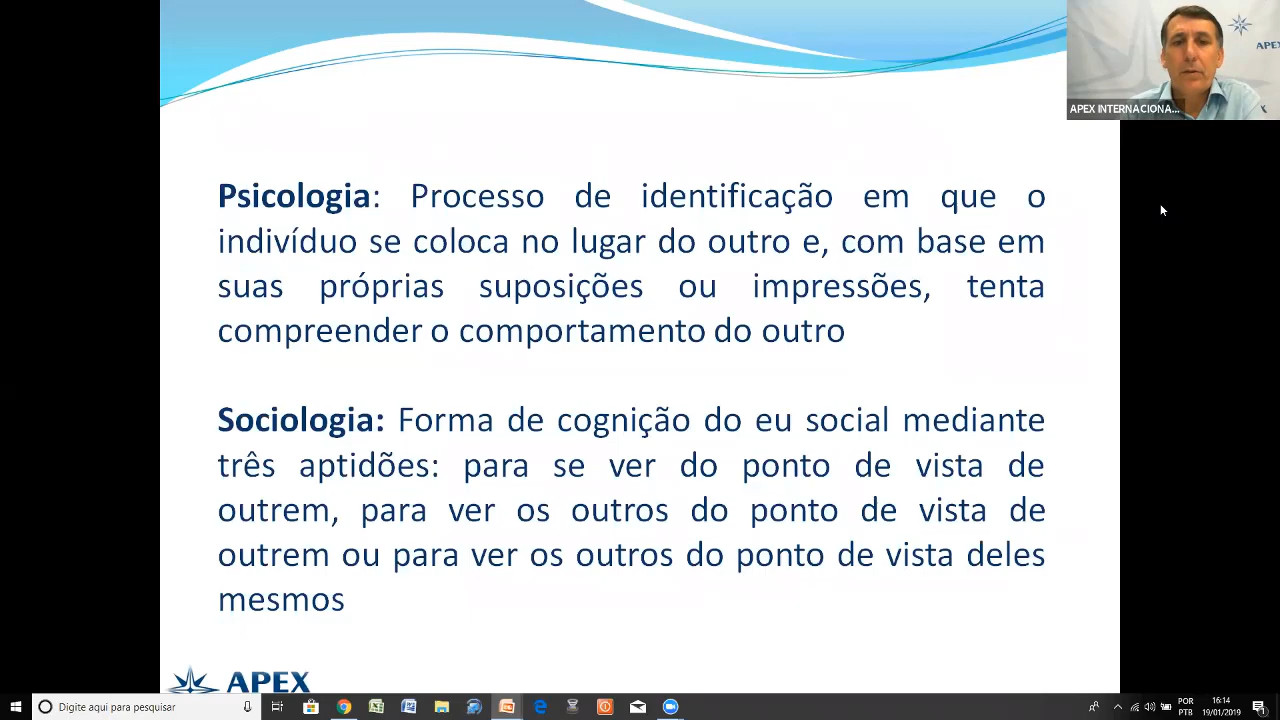 APEX
APEX INTERNACIONA...
Psicologia: Processo de identificação em que o
indivíduo se coloca no lugar do outro e, com base em
suas próprias suposições ou impressões, tenta
compreender o comportamento do outro
Sociologia: Forma de cognição do eu social mediante
três aptidões: para se ver do ponto de vista de
outrem, para ver os outros do ponto de vista de
outrem ou para ver os outros do ponto de vista deles
mesmos
APEX
Digite aqui para pesquisar
POR
PTB
16:14
19/01/2019